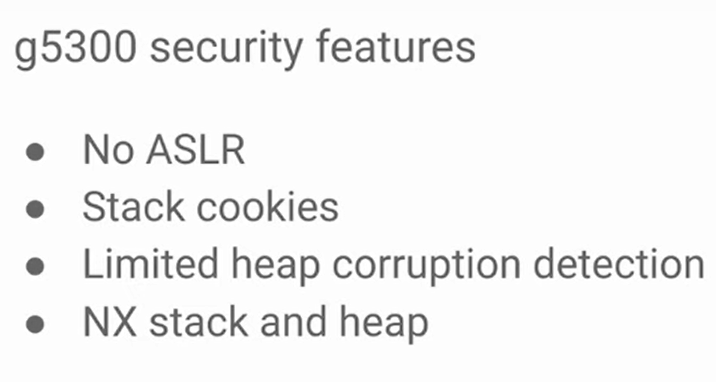 g5300 security features
● No ASLR
● Stack cookies
● Limited heap corruption detection
● NX stack and heap